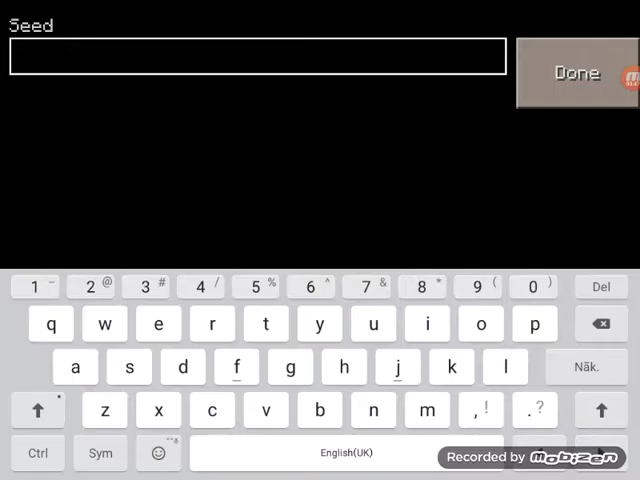 Seed
Done
1 _ 2 @ 3 # 4 / 5 % 6 ^ 7 & 8 * 9 ( 0 ) Del
q w e r t y u i o p
a s d f g h j k l Nāk.
z x c v b n m , ! . ?
Ctrl Sym English(UK)
Recorded by mobizen